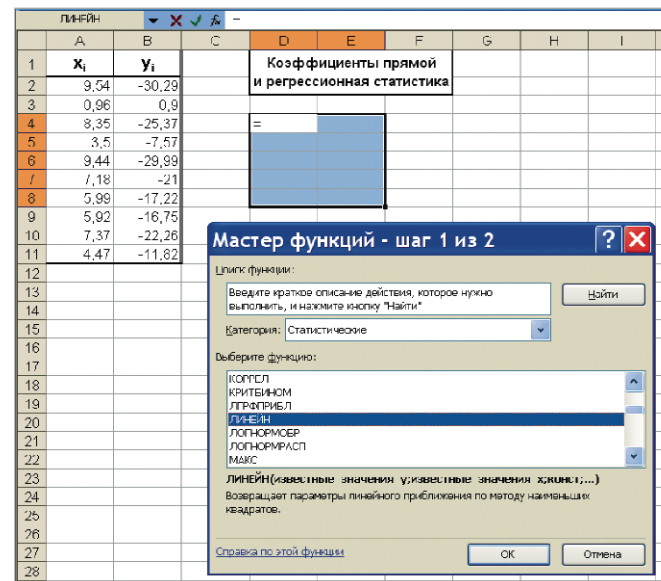 ЛИНЕЙН =
A B C D E F G H I
1 xi yi Коэффициенты прямой
2 9,54 -30,29 и регрессионная статистика
3 0,96 0,9
4 8,35 -25,37 =
5 3,5 -7,57
6 9,44 -29,99
7 7,18 -21
8 5,99 -17,22
9 5,92 -16,75
10 7,37 -22,26
11 4,47 -11,82
12
13
14
15
16
17
18
19
20
21
22
23
24
25
26
27
28
Мастер функций - шаг 1 из 2
Поиск функции:
Введите краткое описание действия, которое нужно
выполнить, и нажмите кнопку "Найти"
Найти
Категория: Статистические
Выберите функцию:
КОРРЕЛ
КРИТБИНОМ
ЛГРФПРИБЛ
ЛИНЕЙН
ЛОГНОРМОБР
ЛОГНОРМРАСП
МАКС
ЛИНЕЙН(известные_значения_y;известные_значения_x;конст;...)
Возвращает параметры линейного приближения по методу наименьших
квадратов.
Справка по этой функции
ОК Отмена